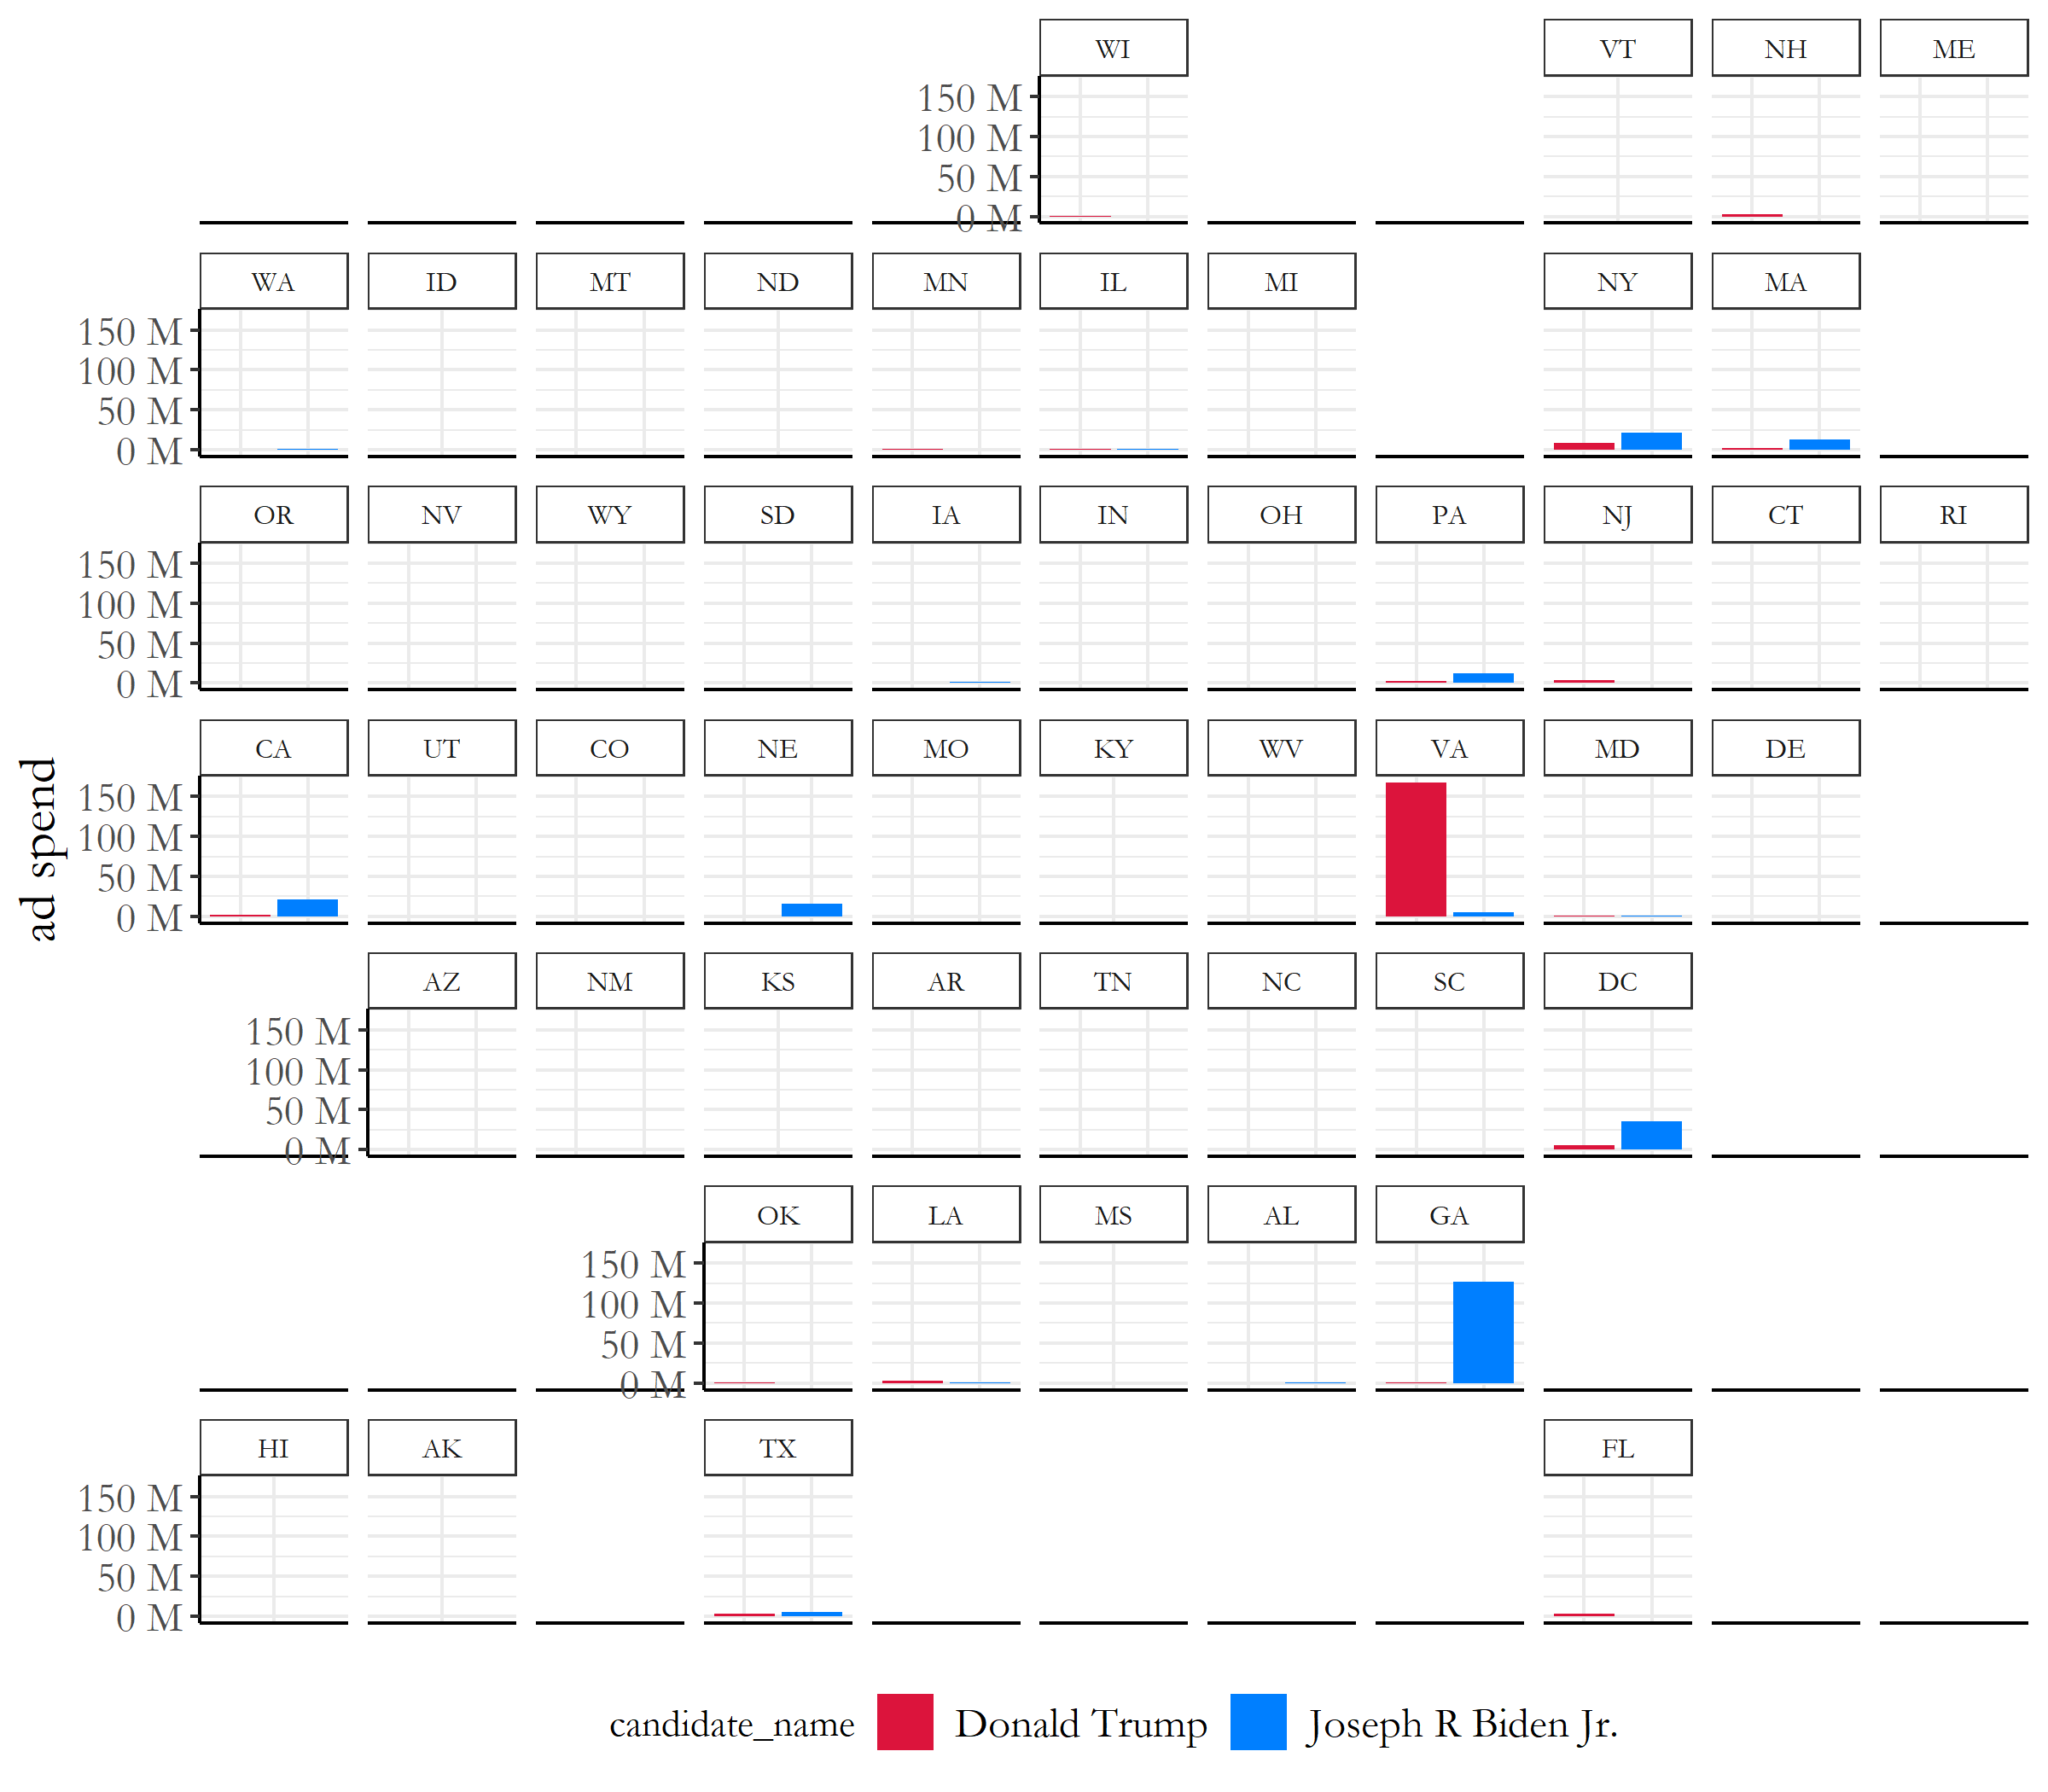 WI VT NH ME
150 M
100 M
50 M
0 M
WA ID MT ND MN IL MI NY MA
150 M
100 M
50 M
0 M
OR NV WY SD IA IN OH PA NJ CT RI
150 M
100 M
50 M
0 M
CA UT CO NE MO KY WV VA MD DE
150 M
100 M
50 M
0 M
ad spend
AZ NM KS AR TN NC SC DC
150 M
100 M
50 M
0 M
OK LA MS AL GA
150 M
100 M
50 M
0 M
HI AK TX FL
150 M
100 M
50 M
0 M
candidate_name Donald Trump Joseph R Biden Jr.